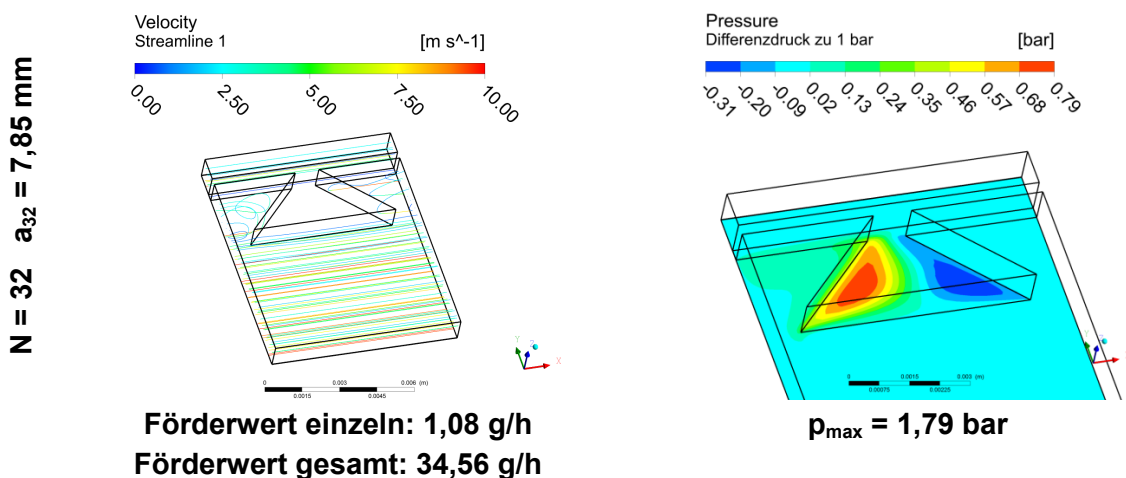 N = 32 a32 = 7,85 mm
Velocity
Streamline 1
[m s^-1]
0.00
2.50
5.00
7.50
10.00
0
0.003
0.006 (m)
0.0015
0.0045
X
Förderwert einzeln: 1,08 g/h
Förderwert gesamt: 34,56 g/h
Pressure
Differenzdruck zu 1 bar
[bar]
-0.31
-0.20
-0.09
0.02
0.13
0.24
0.35
0.46
0.57
0.68
0.79
0
0.0015
0.003 (m)
0.00075
0.00225
X
pmax = 1,79 bar